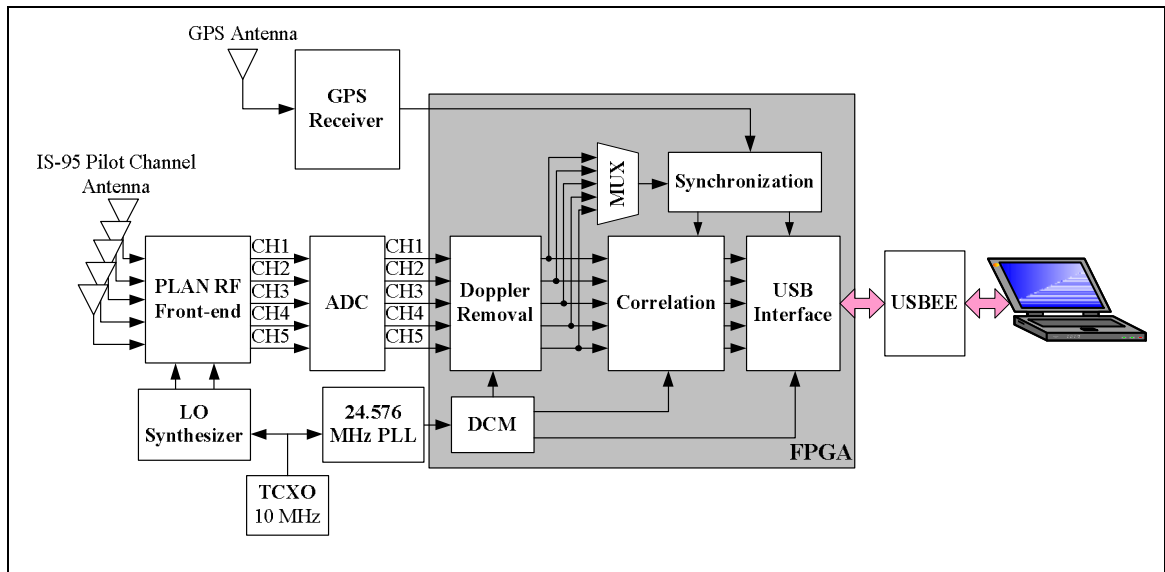 GPS Antenna
GPS
Receiver
IS-95 Pilot Channel
Antenna
MUX
Synchronization
CH1
CH2
CH3
CH4
CH5
PLAN RF
Front-end
ADC
CH1
CH2
CH3
CH4
CH5
Doppler
Removal
Correlation
USB
Interface
USBEE
LO
Synthesizer
24.576
MHz PLL
DCM
FPGA
TCXO
10 MHz